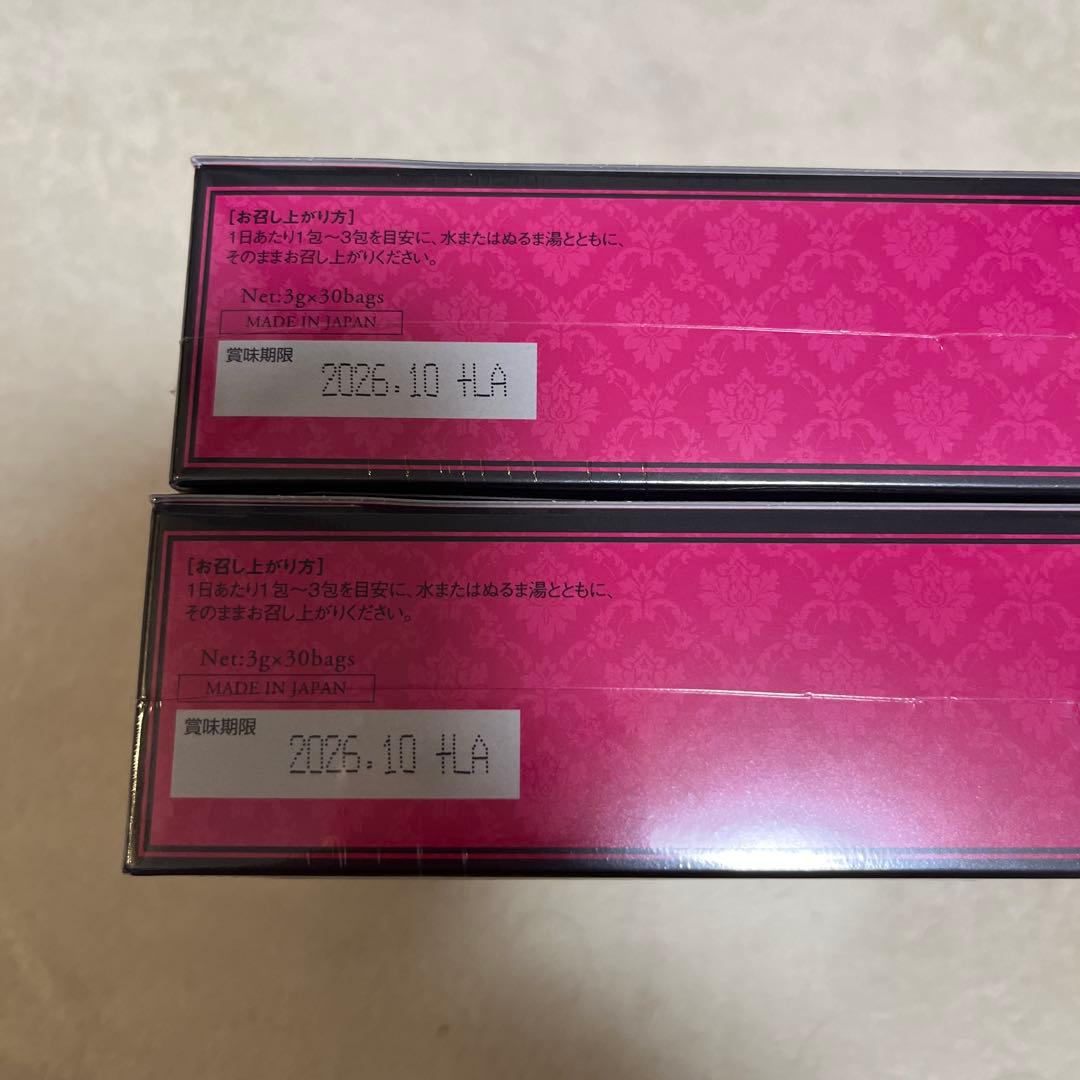 [お召し上がり方]
1日あたり1包～3包を目安に、水またはぬるま湯とともに、
そのままお召し上がりください。
Net:3g×30bags
MADE IN JAPAN
賞味期限
2026.10 +LA
[お召し上がり方]
1日あたり1包～3包を目安に、水またはぬるま湯とともに、
そのままお召し上がりください。
Net:3g×30bags
MADE IN JAPAN
賞味期限
2026.10 +LA